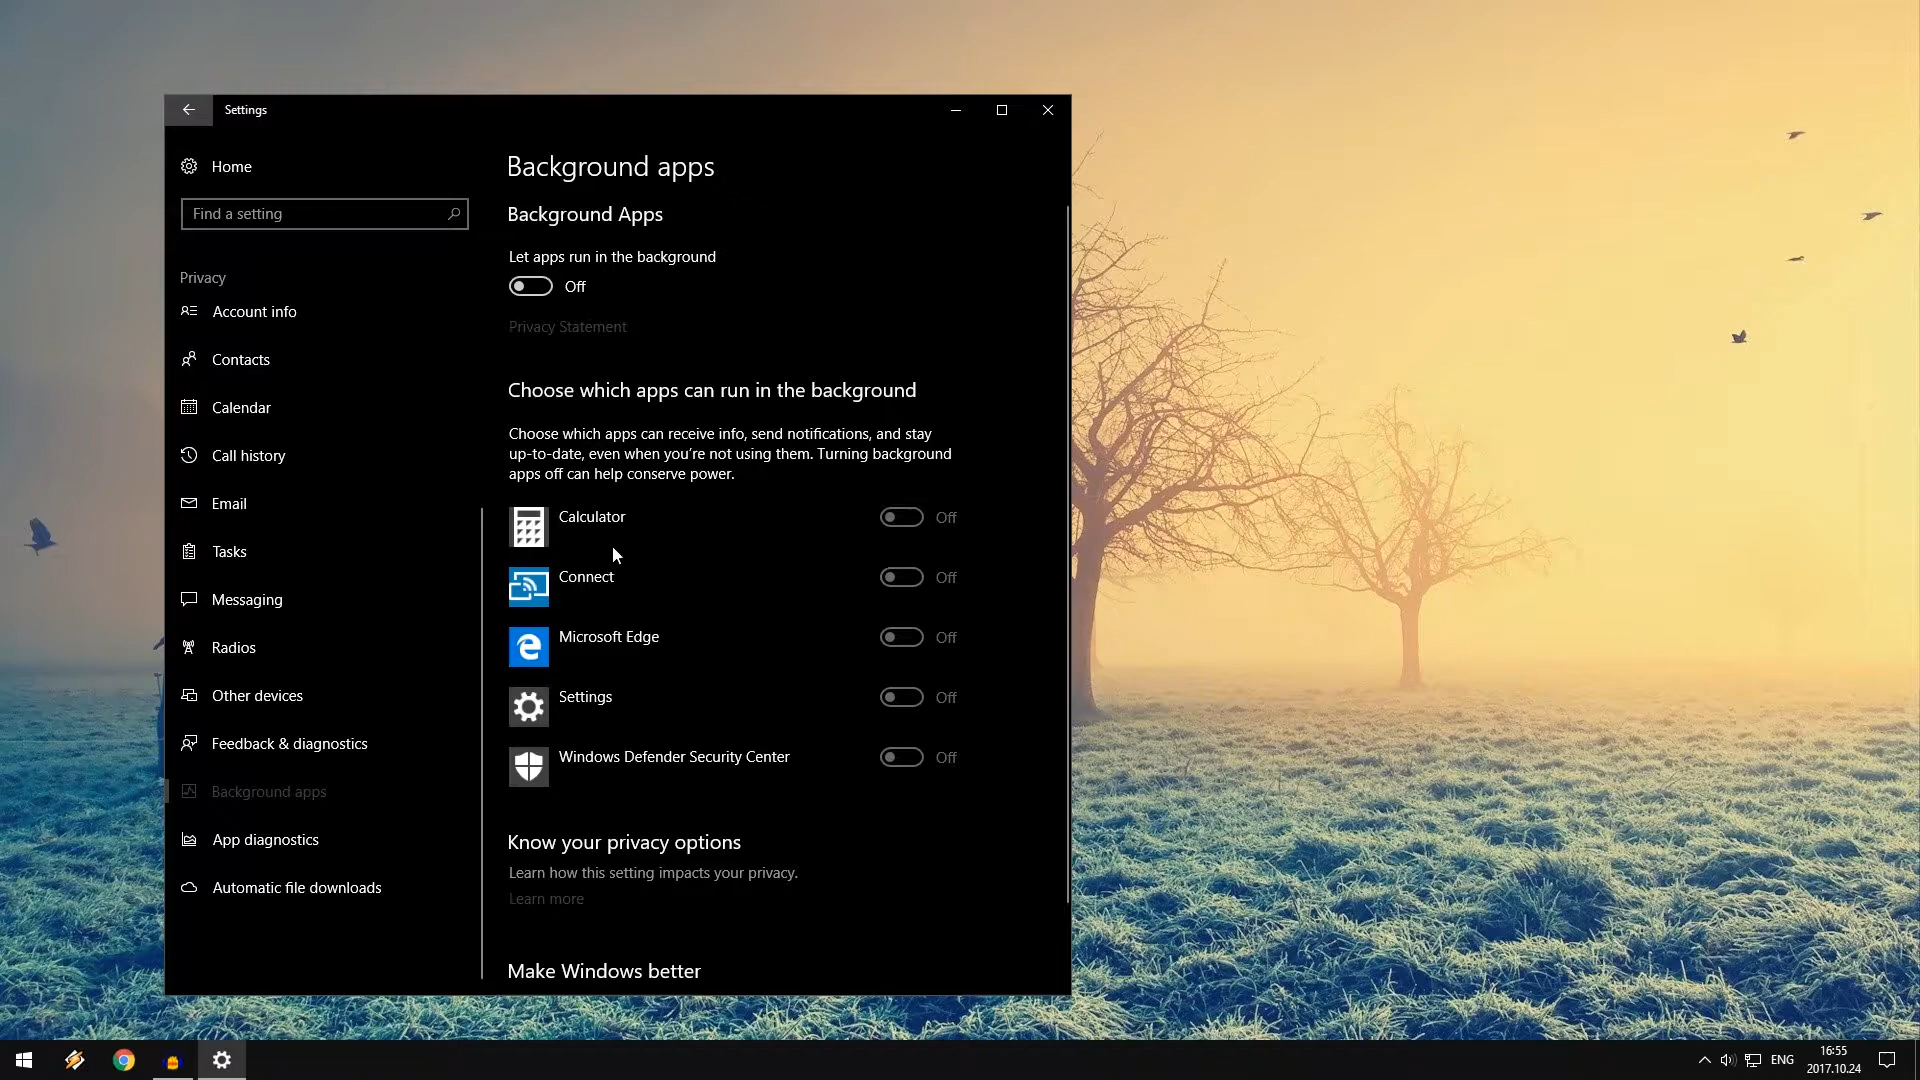 Settings
Home
Find a setting
Privacy
Account info
Contacts
Calendar
Call history
Email
Tasks
Messaging
Radios
Other devices
Feedback & diagnostics
Background apps
App diagnostics
Automatic file downloads
Background apps
Background Apps
Let apps run in the background
Off
Privacy Statement
Choose which apps can run in the background
Choose which apps can receive info, send notifications, and stay
up-to-date, even when you’re not using them. Turning background
apps off can help conserve power.
Calculator Off
Connect Off
Microsoft Edge Off
Settings Off
Windows Defender Security Center Off
Know your privacy options
Learn how this setting impacts your privacy.
Learn more
Make Windows better
ENG
16:55
2017.10.24